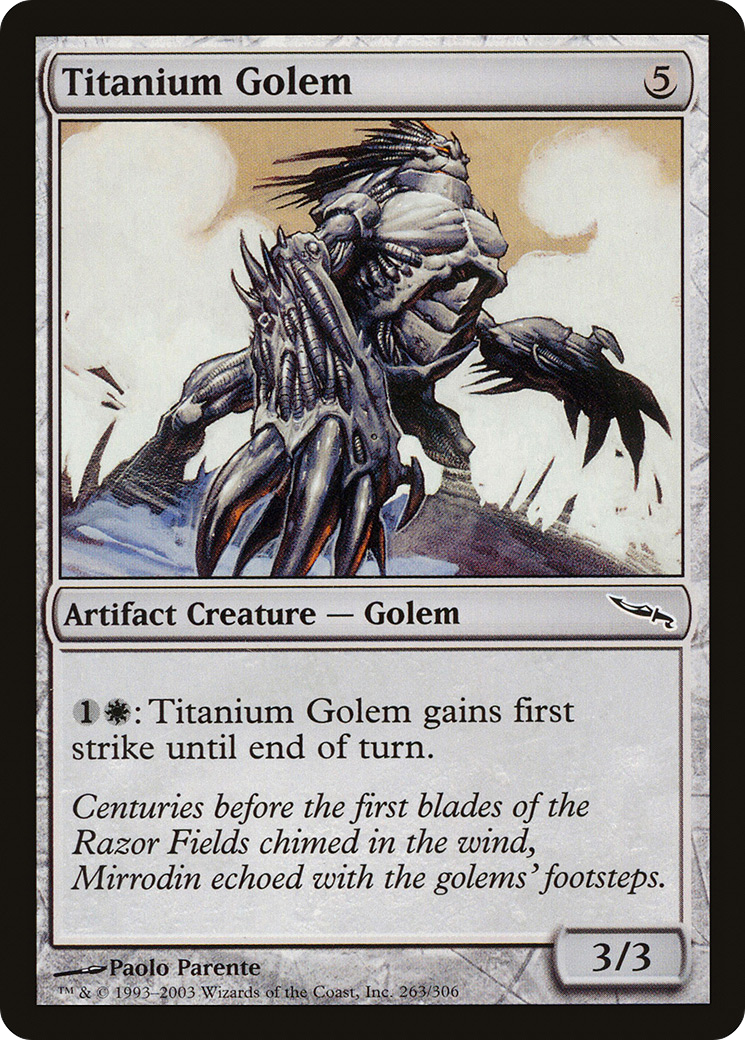 Titanium Golem 5
Artifact Creature — Golem
1: Titanium Golem gains first
strike until end of turn.
Centuries before the first blades of the
Razor Fields chimed in the wind,
Mirrodin echoed with the golems' footsteps.
3/3
Paolo Parente
™ & © 1993–2003 Wizards of the Coast, Inc. 263/306